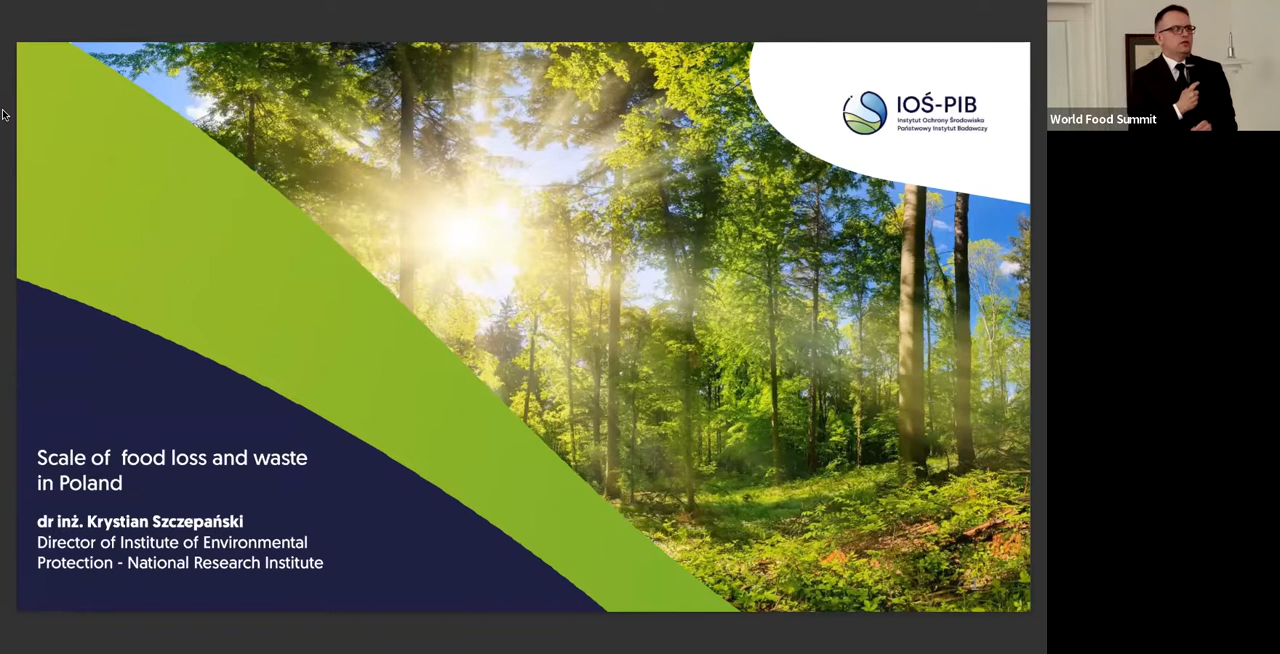 IOŚ-PIB
Instytut Ochrony Środowiska
Państwowy Instytut Badawczy
World Food Summit
Scale of food loss and waste
in Poland
dr inż. Krystian Szczepański
Director of Institute of Environmental
Protection - National Research Institute